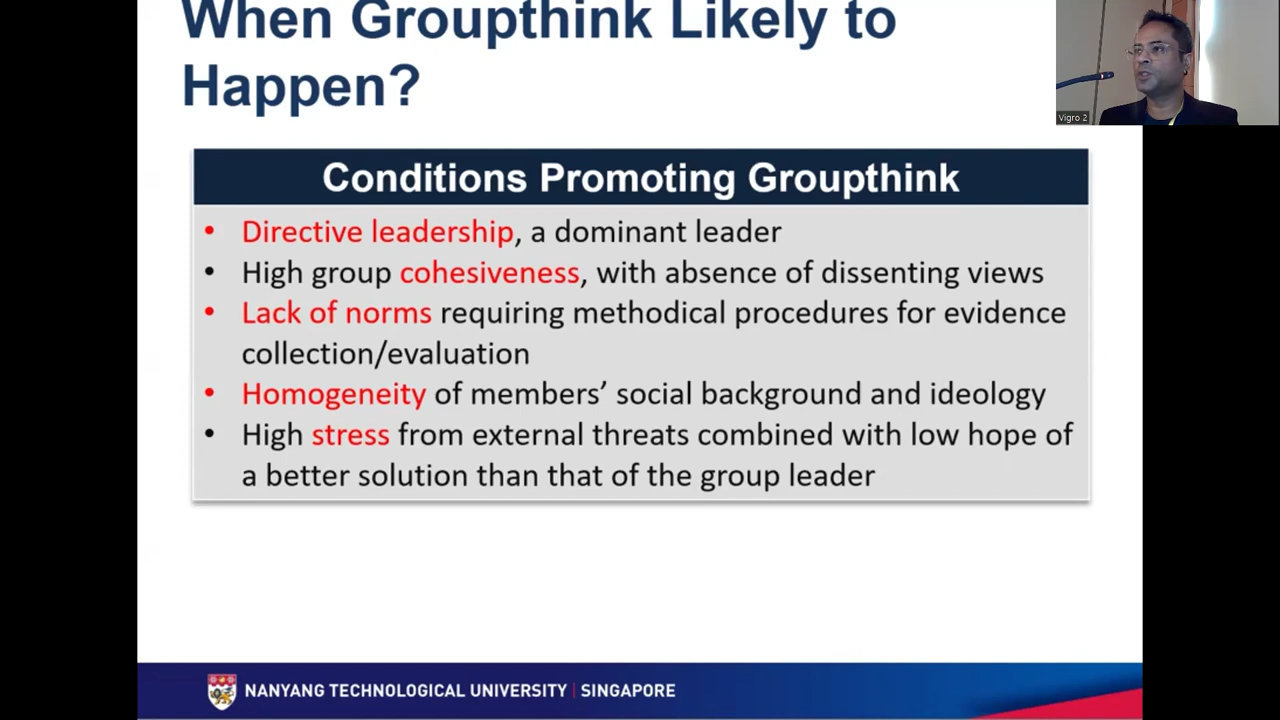 When Groupthink Likely to
Happen?
Vigro 2
Conditions Promoting Groupthink
• Directive leadership, a dominant leader
• High group cohesiveness, with absence of dissenting views
• Lack of norms requiring methodical procedures for evidence
collection/evaluation
• Homogeneity of members’ social background and ideology
• High stress from external threats combined with low hope of
a better solution than that of the group leader
NANYANG TECHNOLOGICAL UNIVERSITY | SINGAPORE